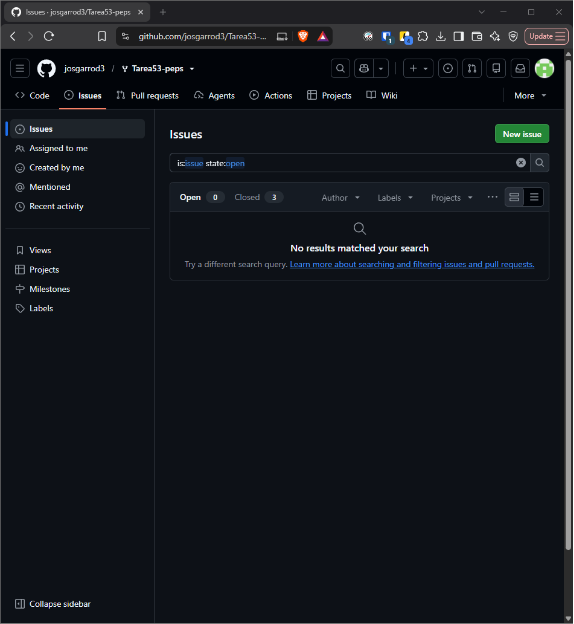 Issues · josgarrod3/Tarea53-peps
github.com/josgarrod3/Tarea53-...
Update
josgarrod3 / Tarea53-peps
Code Issues Pull requests Agents Actions Projects Wiki More
Issues
Assigned to me
Created by me
Mentioned
Recent activity
Views
Projects
Milestones
Labels
Collapse sidebar
Issues
New issue
is:issue state:open
Open 0 Closed 3 Author Labels Projects
No results matched your search
Try a different search query. Learn more about searching and filtering issues and pull requests.